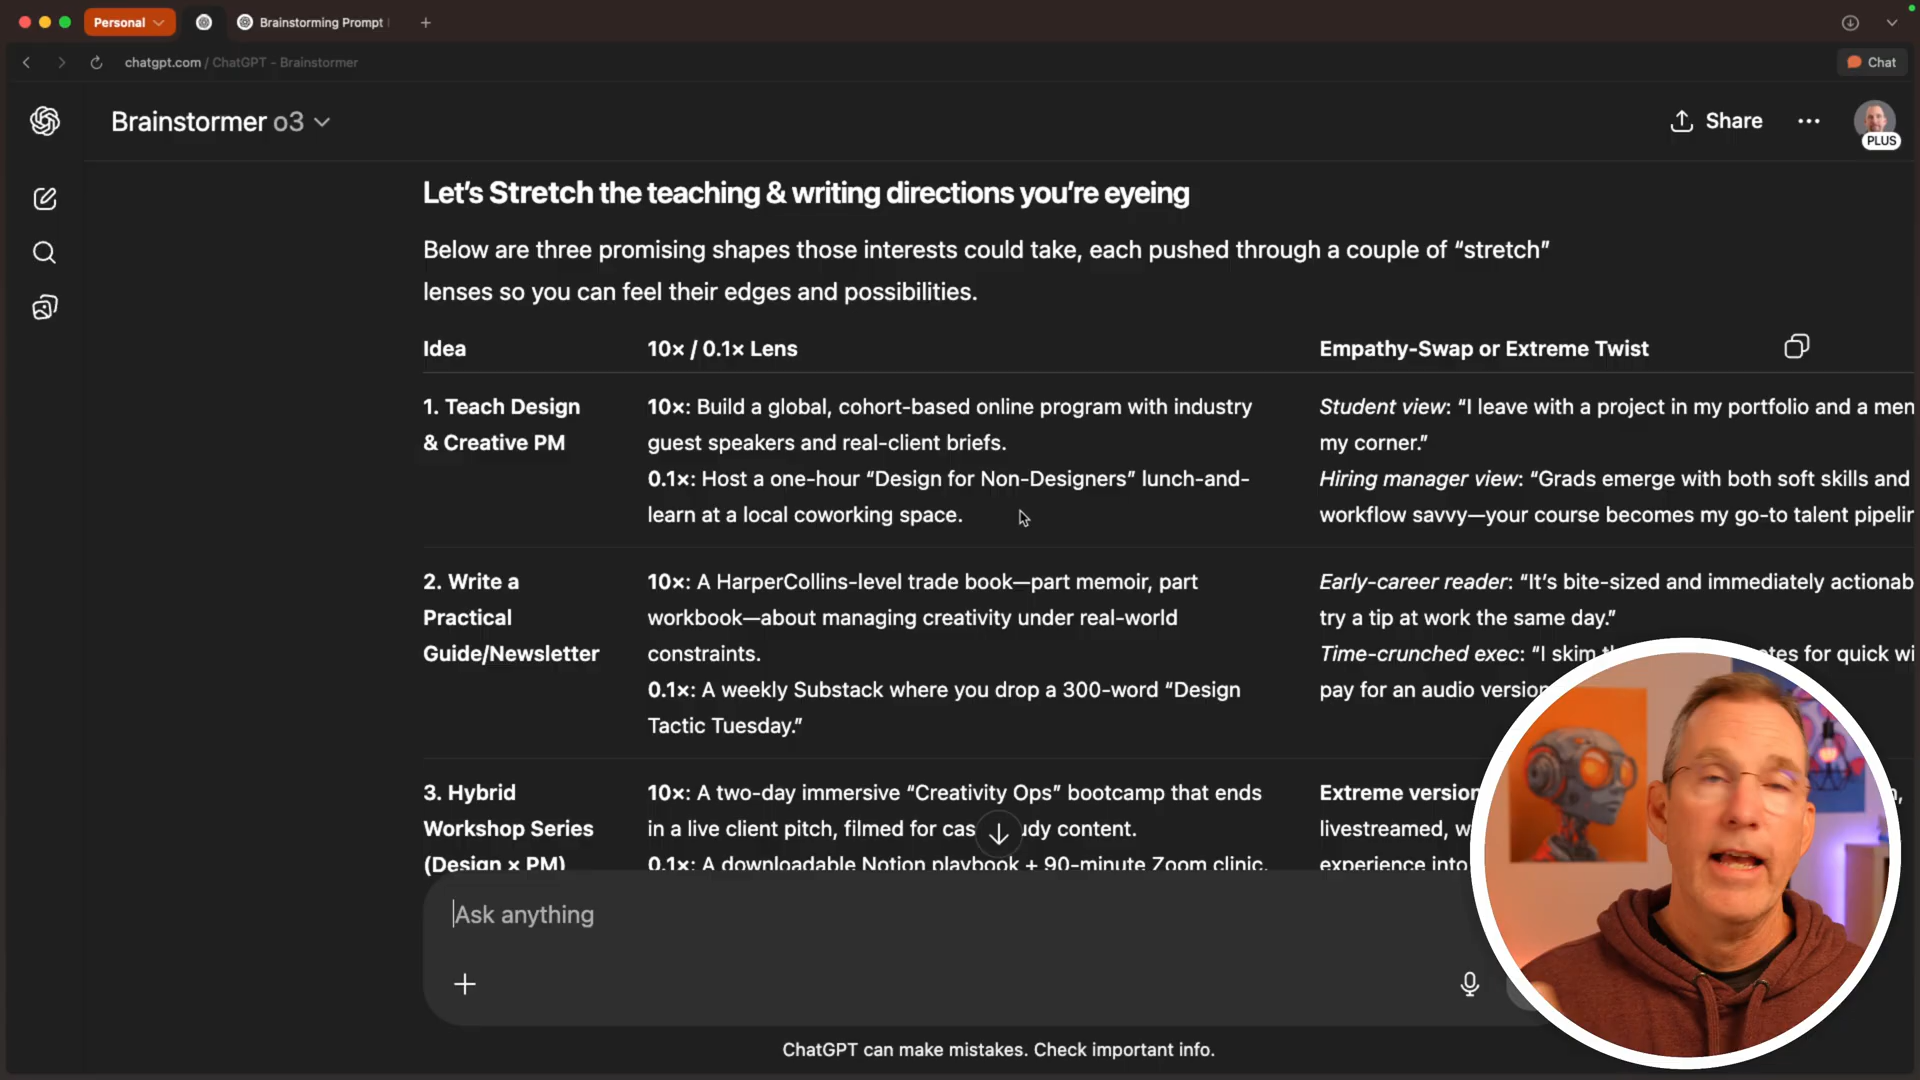 Personal
Brainstorming Prompt
chatgpt.com / ChatGPT - Brainstormer
Chat
Brainstormer o3
Share
PLUS
Let's Stretch the teaching & writing directions you're eyeing
Below are three promising shapes those interests could take, each pushed through a couple of “stretch”
lenses so you can feel their edges and possibilities.
Idea
10× / 0.1× Lens
Empathy-Swap or Extreme Twist
1. Teach Design
& Creative PM
10×: Build a global, cohort-based online program with industry
guest speakers and real-client briefs.
0.1×: Host a one-hour “Design for Non-Designers” lunch-and-
learn at a local coworking space.
Student view: “I leave with a project in my portfolio and a
my corner.”
Hiring manager view: “Grads emerge with both soft skills and
workflow savvy—your course becomes my go-to talent
2. Write a
Practical
Guide/Newsletter
10×: A HarperCollins-level trade book—part memoir, part
workbook—about managing creativity under real-world
constraints.
0.1×: A weekly Substack where you drop a 300-word “Design
Tactic Tuesday.”
Early-career reader: “It's bite-sized and immediately
try a tip at work the same day.”
Time-crunched exec: “I skim for quick
pay for an audio version
3. Hybrid
Workshop Series
(Design × PM)
10×: A two-day immersive “Creativity Ops” bootcamp that ends
in a live client pitch, filmed for content.
0.1×: A downloadable Notion playbook + 90-minute Zoom clinic.
Extreme version
livestreamed,
experience into
Ask anything
ChatGPT can make mistakes. Check important info.